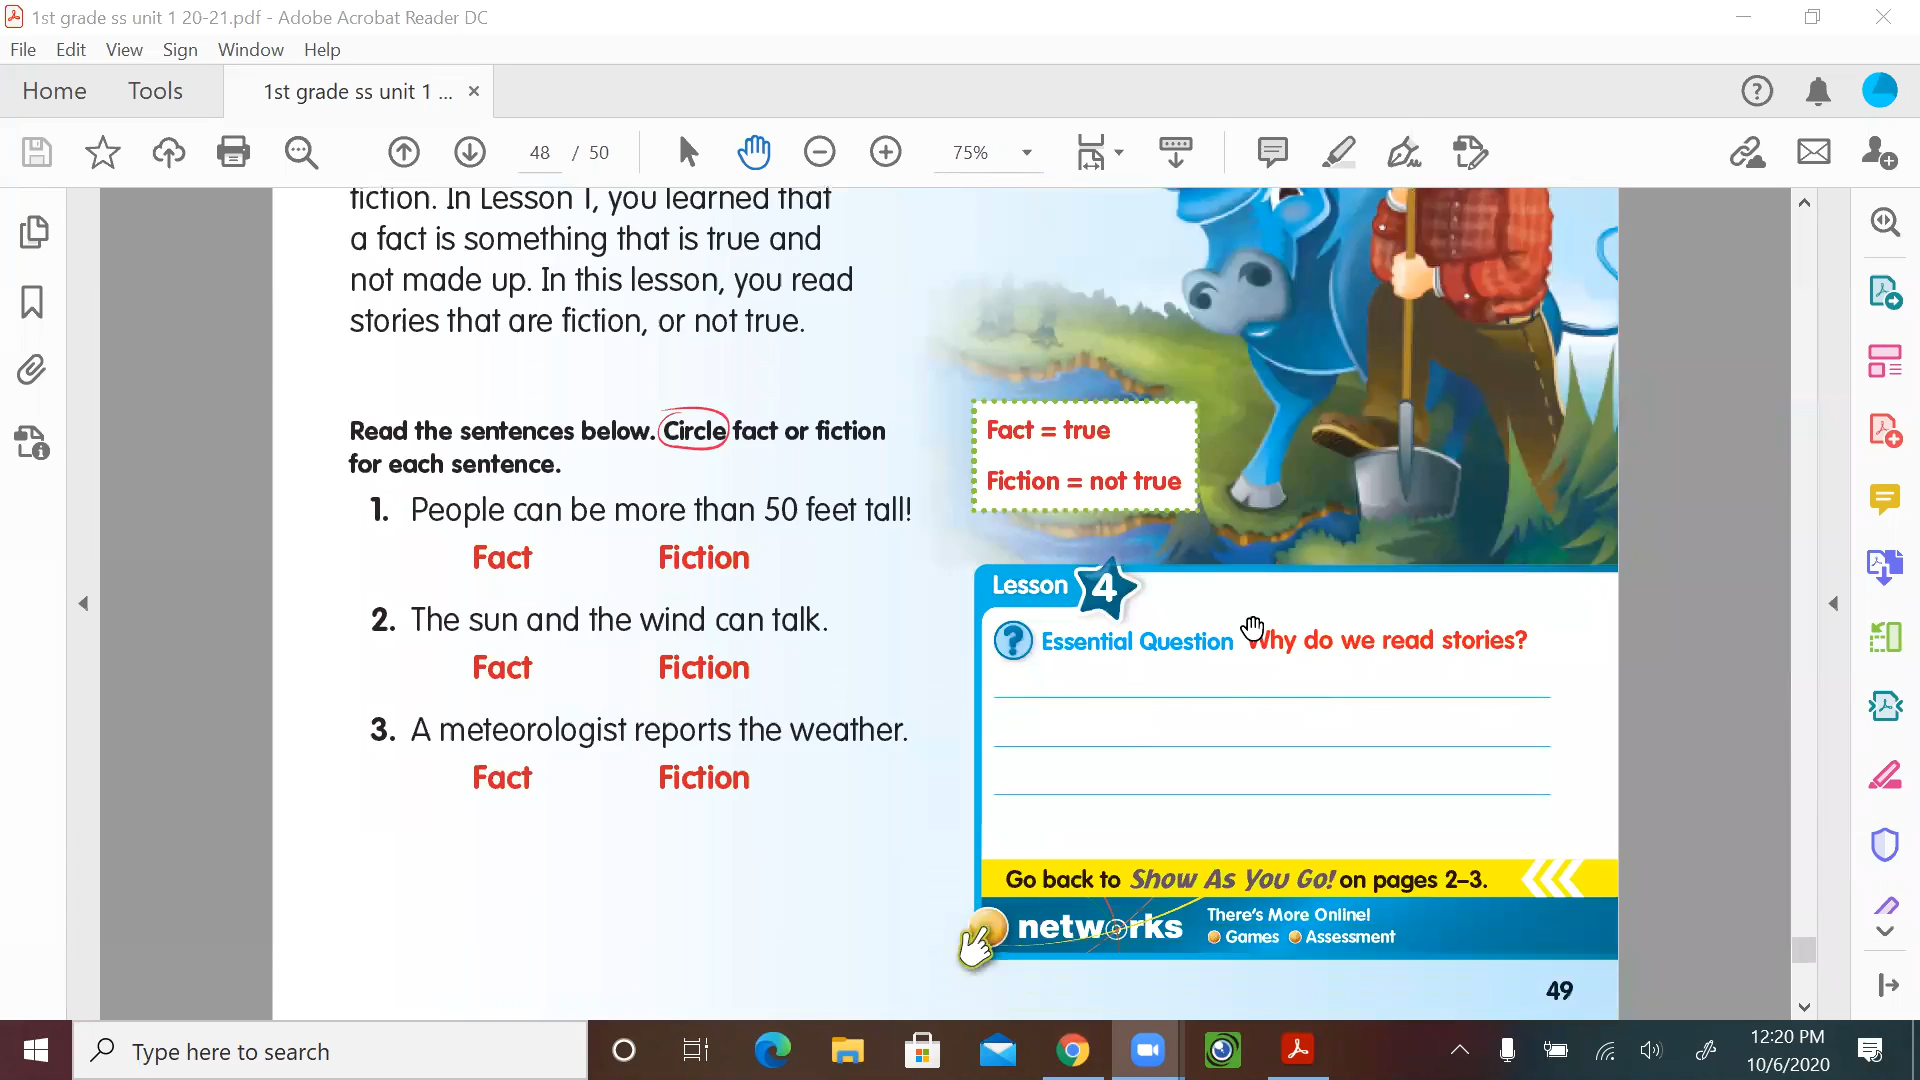 1st grade ss unit 1 20-21.pdf - Adobe Acrobat Reader DC
File Edit View Sign Window Help
Home Tools 1st grade ss unit 1 ... ×
48 / 50 75%
fiction. In Lesson 1, you learned that
a fact is something that is true and
not made up. In this lesson, you read
stories that are fiction, or not true.
Read the sentences below. Circle fact or fiction
for each sentence.
1. People can be more than 50 feet tall!
Fact Fiction
2. The sun and the wind can talk.
Fact Fiction
3. A meteorologist reports the weather.
Fact Fiction
Fact = true
Fiction = not true
Lesson 4
? Essential Question Why do we read stories?
Go back to Show As You Go! on pages 2–3.
networks There's More Online!
Games Assessment
49
Type here to search
12:20 PM
10/6/2020